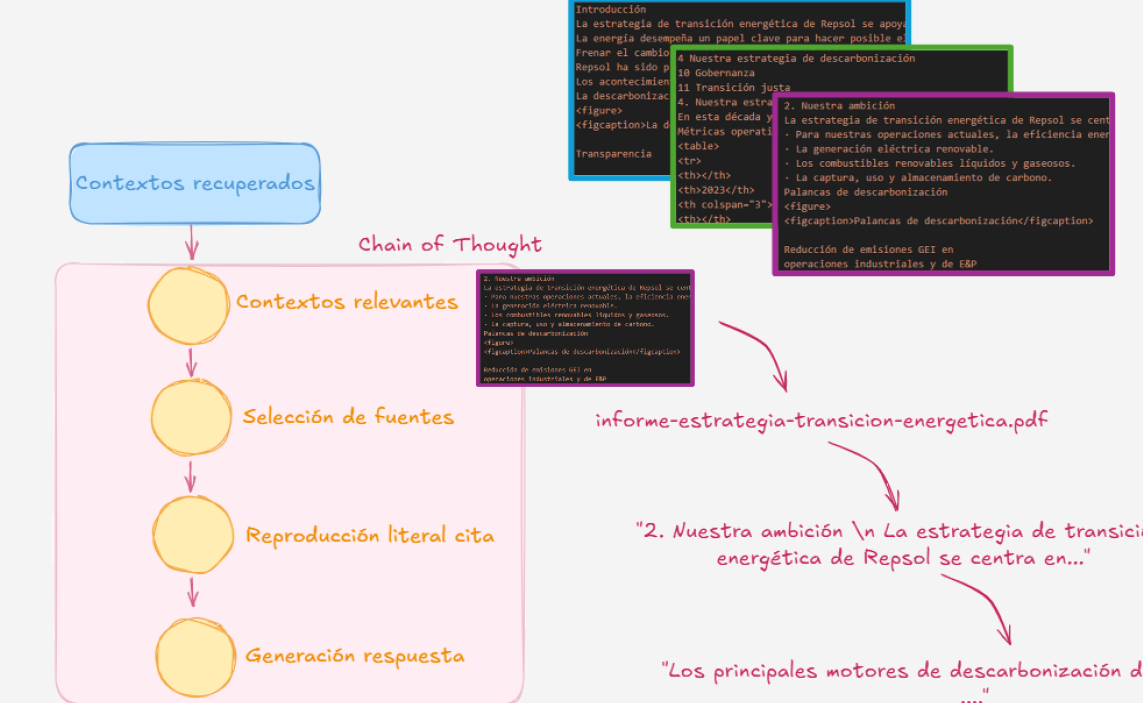 Introducción
La estrategia de transición energética de Repsol se apoya
La energía desempeña un papel clave para hacer posible el
Frenar el cambio
Repsol ha sido p
Los acontecimien
La descarbonizac
<figure>
<figcaption>La d
Transparencia
4 Nuestra estrategia de descarbonización
10 Gobernanza
11 Transición justa
4. Nuestra estra
En esta década y
Métricas operati
<table>
<tr>
<th></th>
<th>2023</th>
<th colspan="3">
<th></th>
2. Nuestra ambición
La estrategia de transición energética de Repsol se cent
· Para nuestras operaciones actuales, la eficiencia ener
· La generación eléctrica renovable.
· Los combustibles renovables líquidos y gaseosos.
· La captura, uso y almacenamiento de carbono.
Palancas de descarbonización
<figure>
<figcaption>Palancas de descarbonización</figcaption>
Reducción de emisiones GEI en
operaciones industriales y de E&P
Contextos recuperados
Chain of Thought
Contextos relevantes
2. Nuestra ambición
La estrategia de transición energética de Repsol se cent
· Para nuestras operaciones actuales, la eficiencia ener
· La generación eléctrica renovable.
· Los combustibles renovables líquidos y gaseosos.
· La captura, uso y almacenamiento de carbono.
Palancas de descarbonización
<figure>
<figcaption>Palancas de descarbonización</figcaption>
Reducción de emisiones GEI en
operaciones industriales y de E&P
Selección de fuentes
informe-estrategia-transicion-energetica.pdf
Reproducción literal cita
"2. Nuestra ambición \n La estrategia de transici
energética de Repsol se centra en..."
Generación respuesta
"Los principales motores de descarbonización d
...."